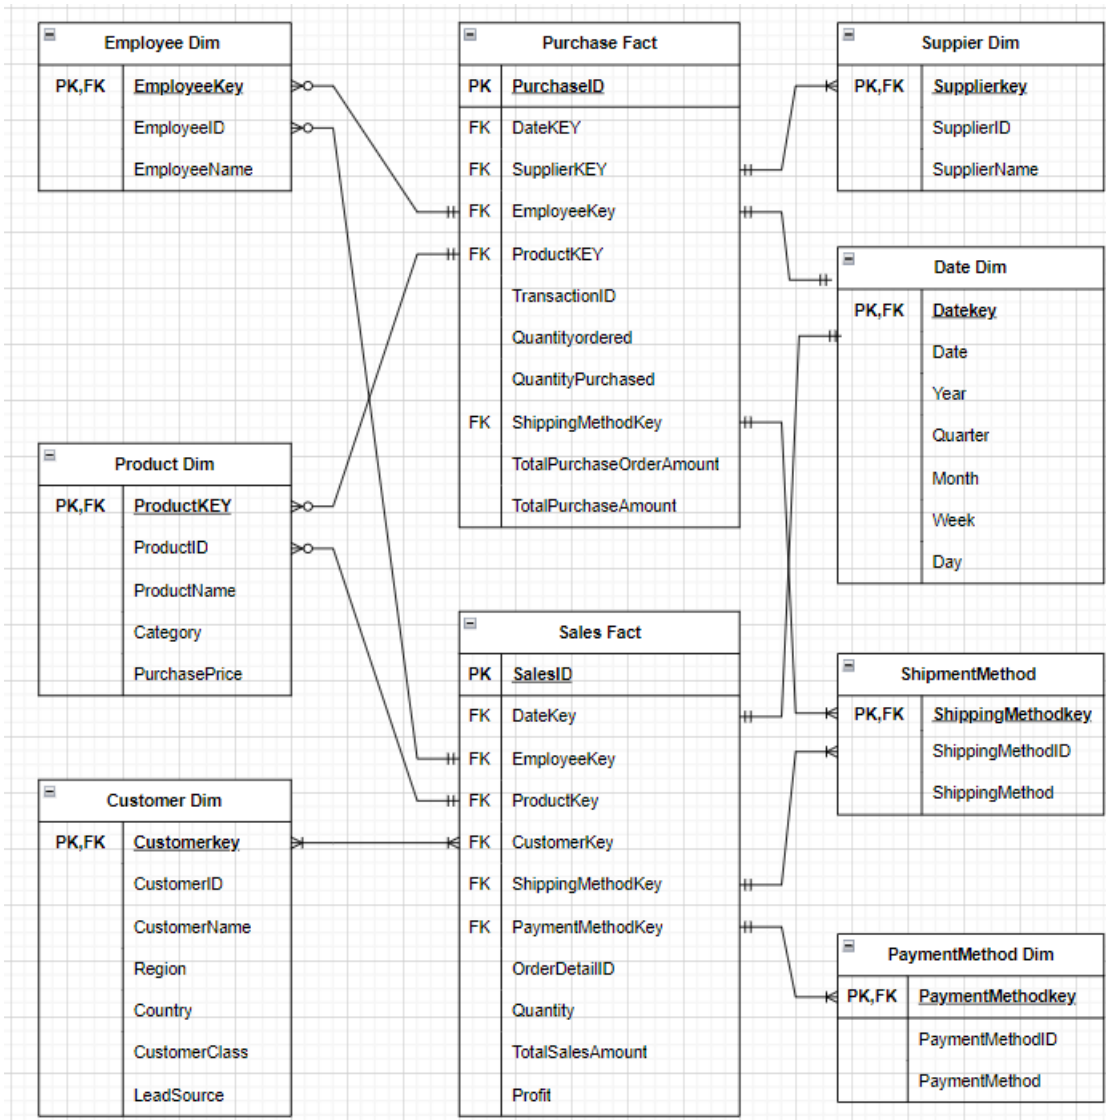 Employee Dim
PK,FK EmployeeKey
EmployeeID
EmployeeName
Purchase Fact
PK PurchaseID
FK DateKEY
FK SupplierKEY
FK EmployeeKey
FK ProductKEY
TransactionID
Quantityordered
QuantityPurchased
FK ShippingMethodKey
TotalPurchaseOrderAmount
TotalPurchaseAmount
Suppier Dim
PK,FK Supplierkey
SupplierID
SupplierName
Date Dim
PK,FK Datekey
Date
Year
Quarter
Month
Week
Day
Product Dim
PK,FK ProductKEY
ProductID
ProductName
Category
PurchasePrice
Sales Fact
PK SalesID
FK DateKey
FK EmployeeKey
FK ProductKey
FK CustomerKey
FK ShippingMethodKey
FK PaymentMethodKey
OrderDetailID
Quantity
TotalSalesAmount
Profit
ShipmentMethod
PK,FK ShippingMethodkey
ShippingMethodID
ShippingMethod
Customer Dim
PK,FK Customerkey
CustomerID
CustomerName
Region
Country
CustomerClass
LeadSource
PaymentMethod Dim
PK,FK PaymentMethodkey
PaymentMethodID
PaymentMethod